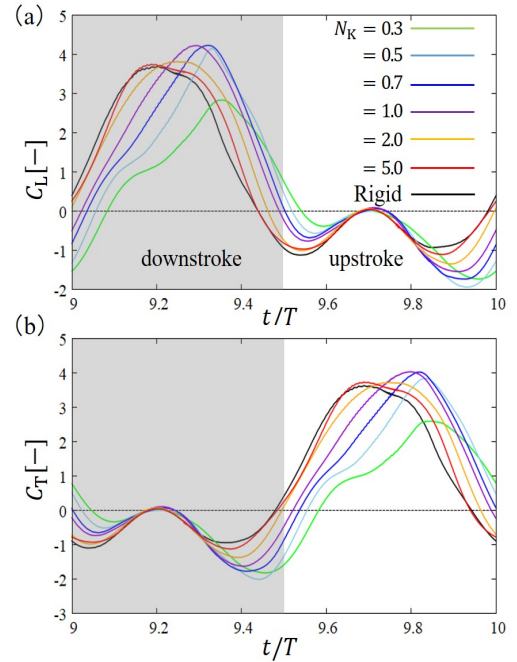 (a)
N_K = 0.3
= 0.5
= 0.7
= 1.0
= 2.0
= 5.0
Rigid
5
4
3
2
1
0
-1
-2
C_L[−]
downstroke
upstroke
9 9.2 9.4 9.6 9.8 10
t/T
(b)
5
4
3
2
1
0
-1
-2
-3
C_T[−]
9 9.2 9.4 9.6 9.8 10
t/T